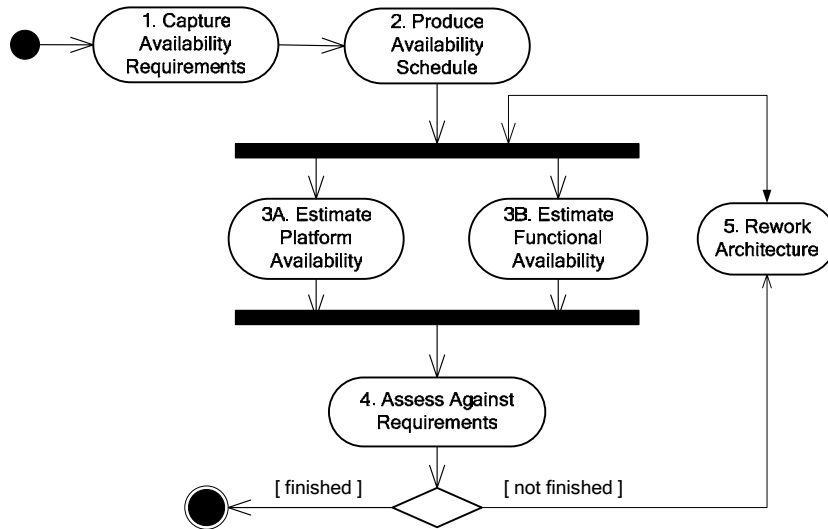 1. Capture
Availability
Requirements
2. Produce
Availability
Schedule
3A. Estimate
Platform
Availability
3B. Estimate
Functional
Availability
5. Rework
Architecture
4. Assess Against
Requirements
[ finished ]
[ not finished ]